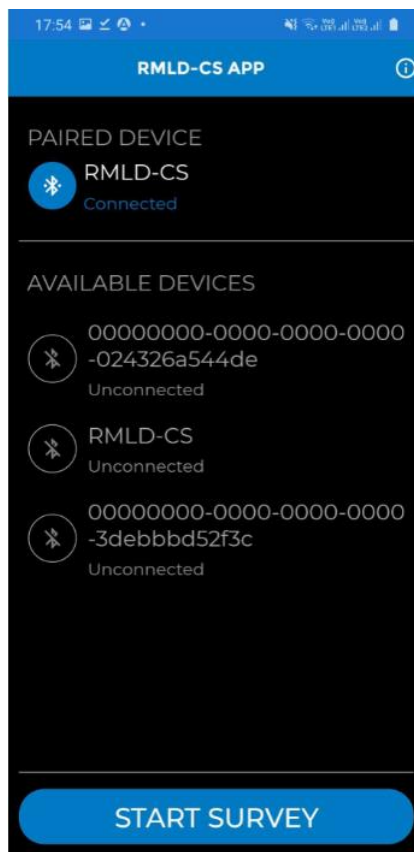 17:54
RMLD-CS APP
PAIRED DEVICE
RMLD-CS
Connected
AVAILABLE DEVICES
00000000-0000-0000-0000
-024326a544de
Unconnected
RMLD-CS
Unconnected
00000000-0000-0000-0000
-3debbbd52f3c
Unconnected
START SURVEY